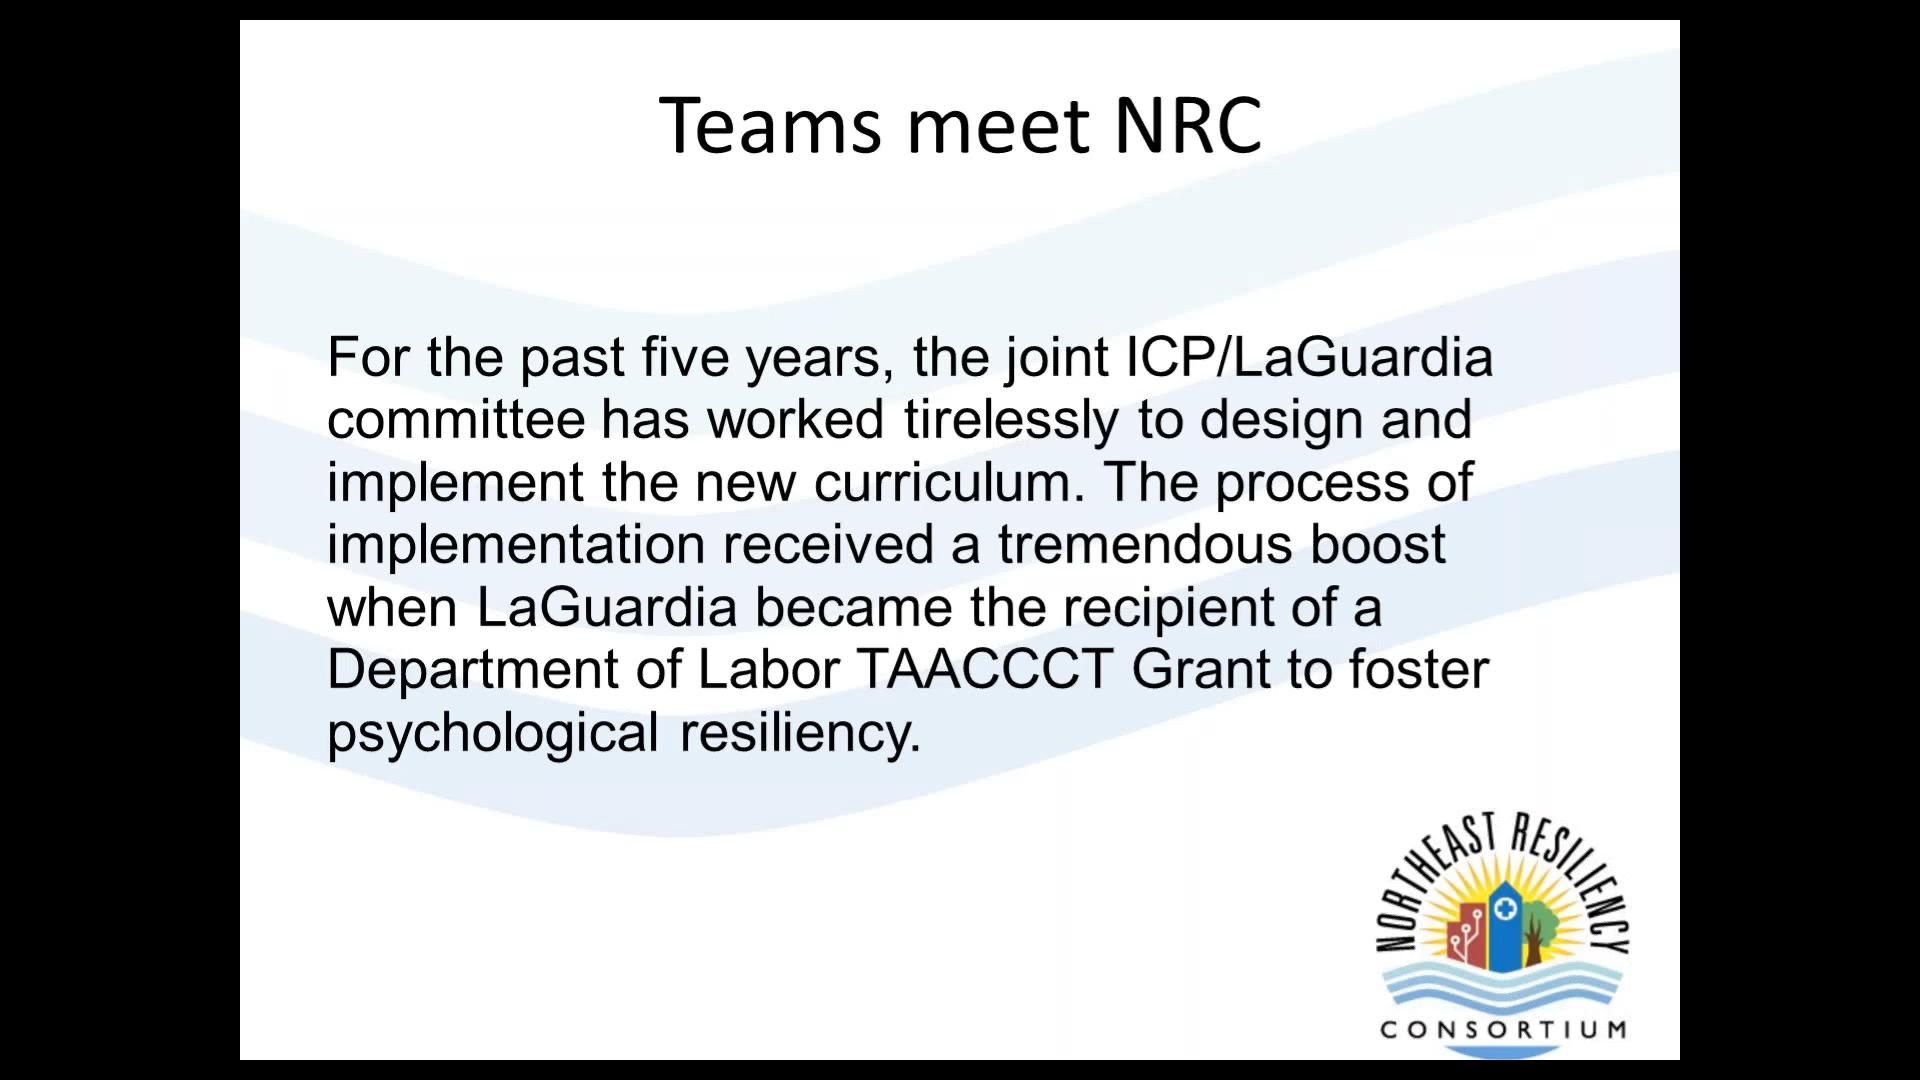 Teams meet NRC
For the past five years, the joint ICP/LaGuardia
committee has worked tirelessly to design and
implement the new curriculum. The process of
implementation received a tremendous boost
when LaGuardia became the recipient of a
Department of Labor TAACCCT Grant to foster
psychological resiliency.
NORTHEAST RESILIENCY
CONSORTIUM